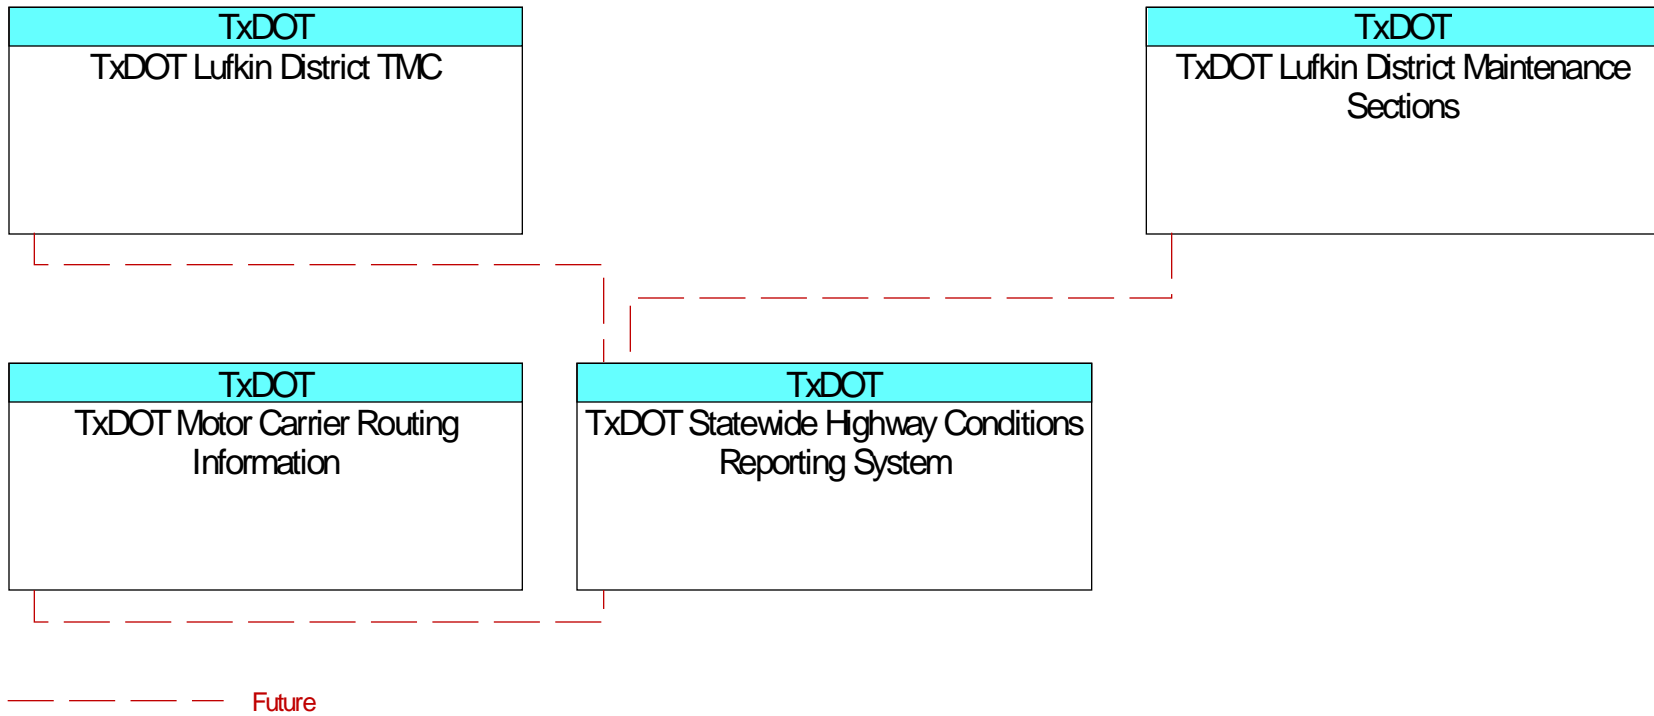 TxDOT
TxDOT Lufkin District TMC
TxDOT
TxDOT Lufkin District Maintenance
Sections
TxDOT
TxDOT Motor Carrier Routing
Information
TxDOT
TxDOT Statewide Highway Conditions
Reporting System
Future